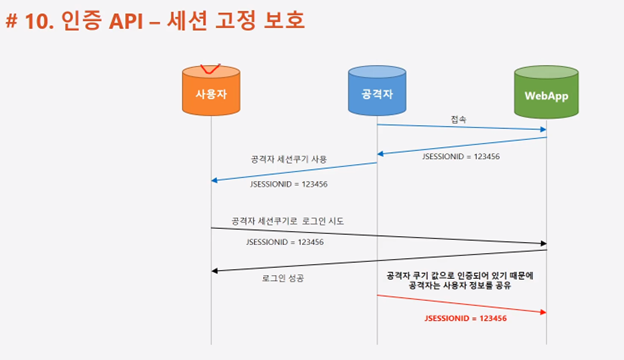 # 10. 인증 API – 세션 고정 보호
사용자
공격자
WebApp
접속
JSESSIONID = 123456
공격자 세션쿠기 사용
JSESSIONID = 123456
공격자 세션쿠기로 로그인 시도
JSESSIONID = 123456
로그인 성공
공격자 쿠기 값으로 인증되어 있기 때문에
공격자는 사용자 정보를 공유
JSESSIONID = 123456